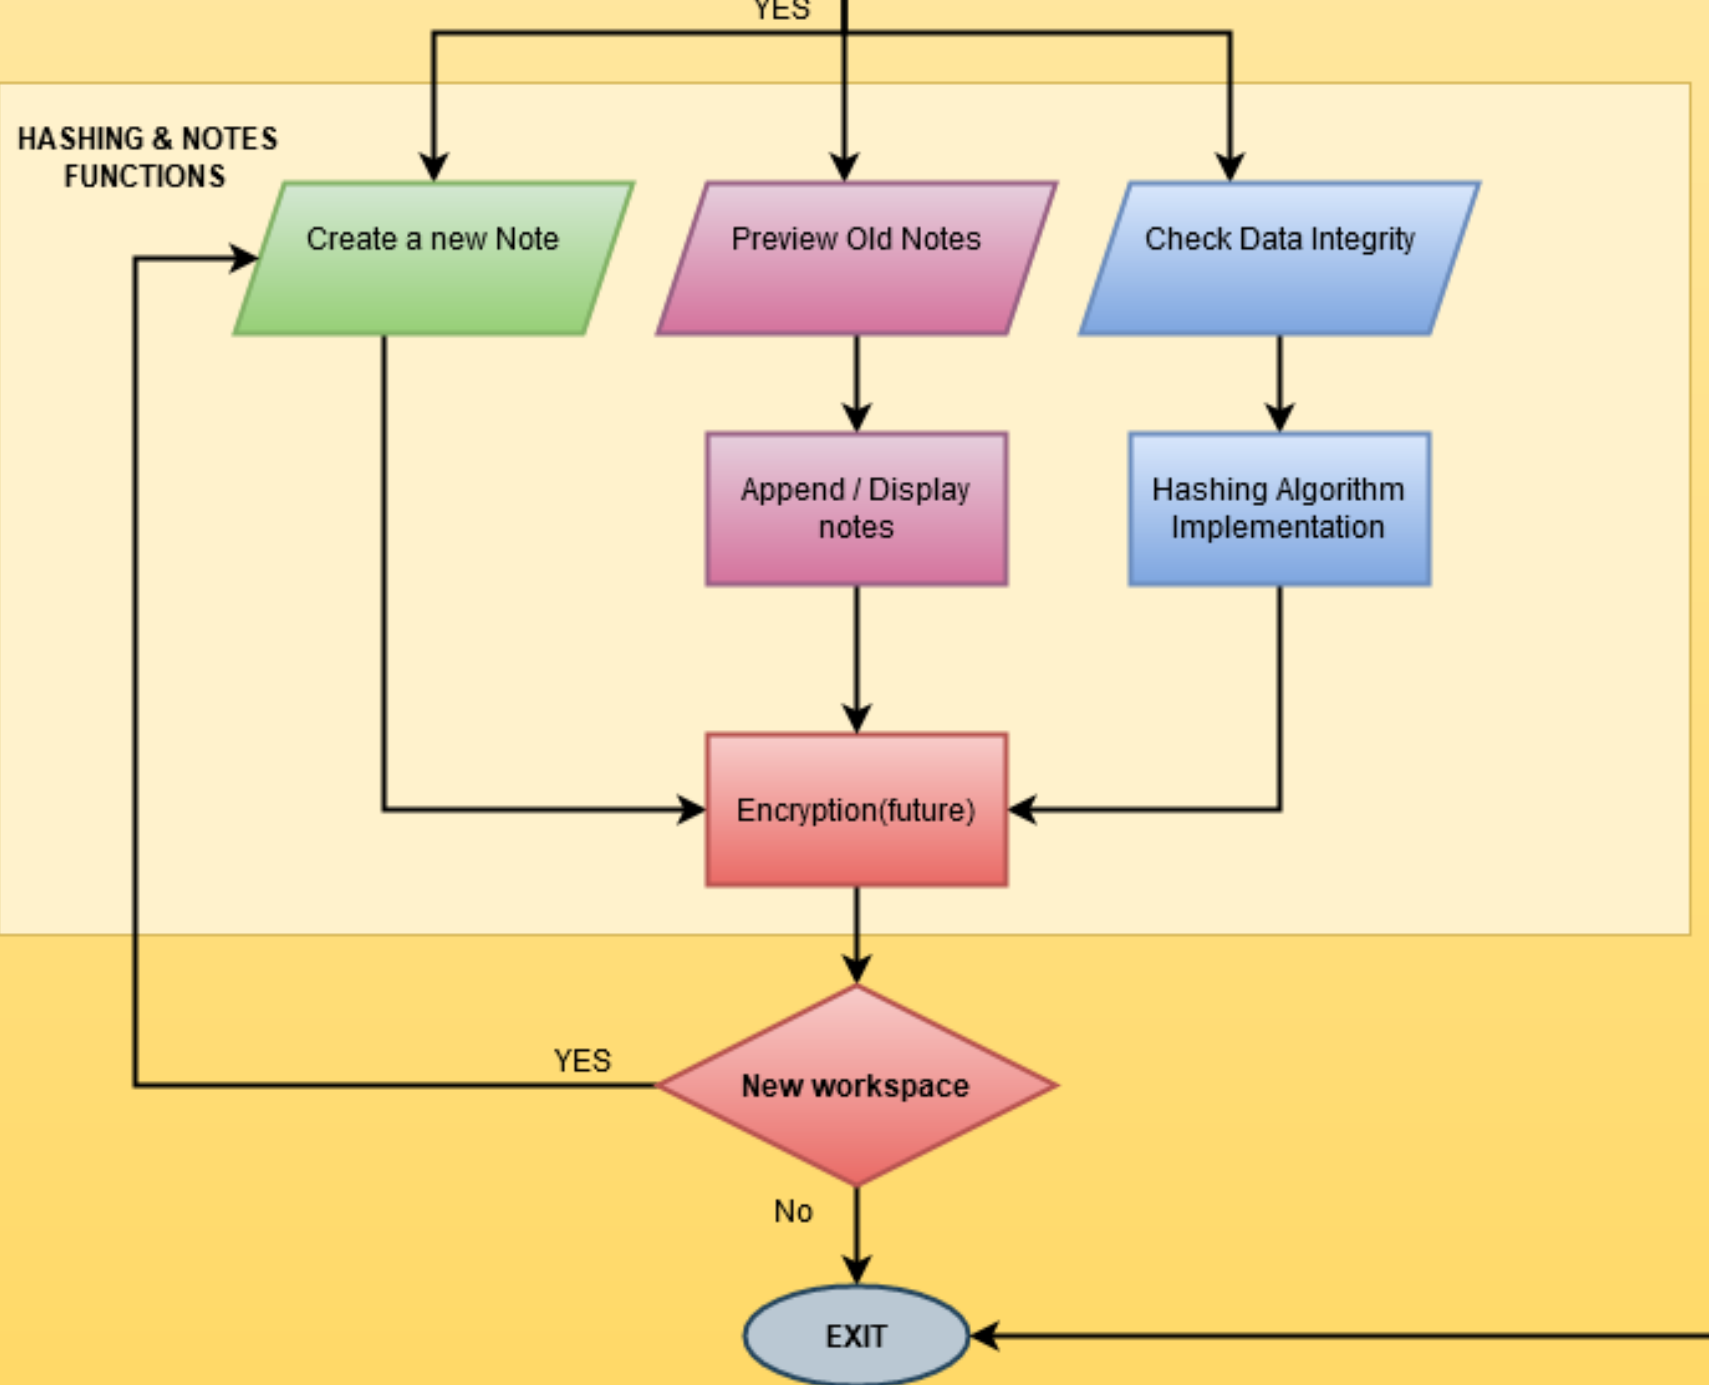 YES
HASHING & NOTES
FUNCTIONS
Create a new Note
Preview Old Notes
Check Data Integrity
Append / Display
notes
Hashing Algorithm
Implementation
Encryption(future)
YES
New workspace
No
EXIT